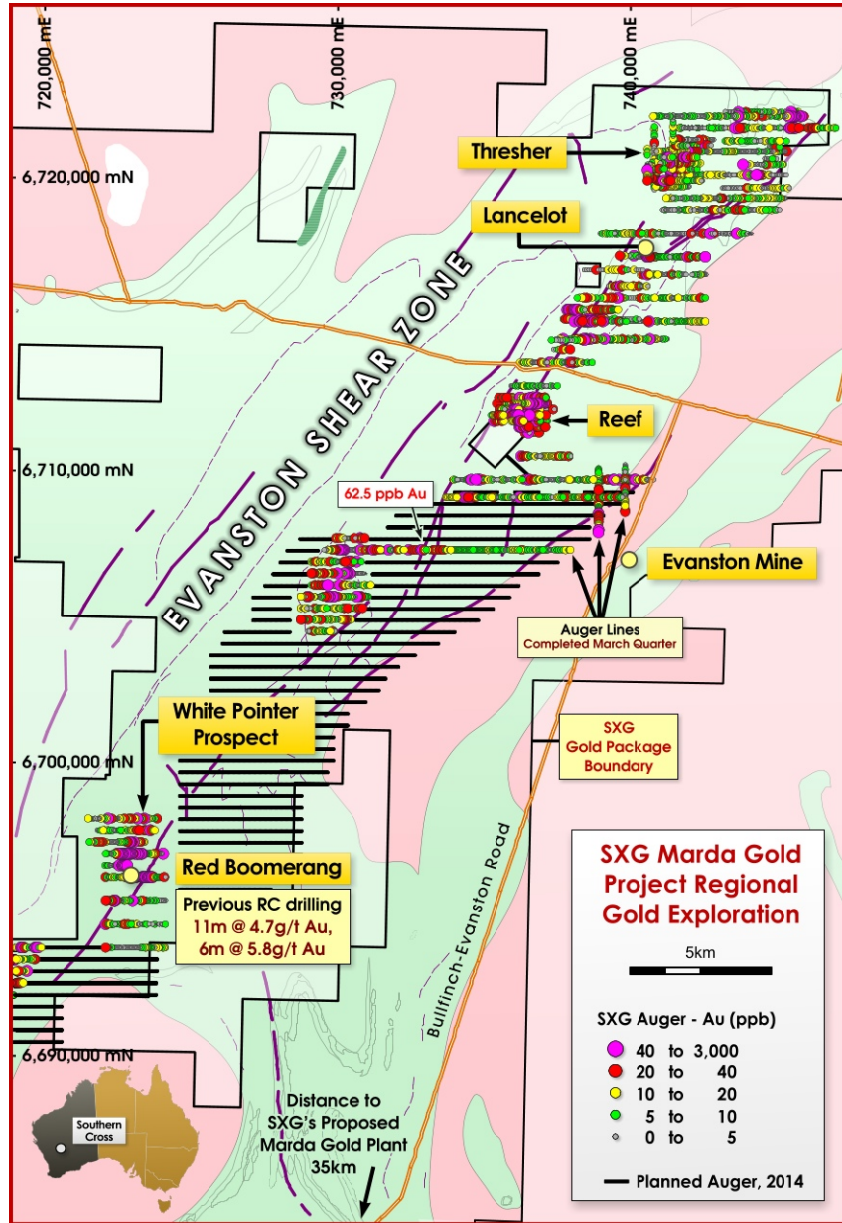 720,000 mE
730,000 mE
740,000 mE
Thresher
6,720,000 mN
Lancelot
EVANSTON SHEAR ZONE
Reef
6,710,000 mN
62.5 ppb Au
Evanston Mine
Auger Lines
Completed March Quarter
White Pointer
Prospect
SXG
Gold Package
Boundary
6,700,000 mN
Red Boomerang
Previous RC drilling
11m @ 4.7g/t Au,
6m @ 5.8g/t Au
Bullfinch-Evanston Road
SXG Marda Gold
Project Regional
Gold Exploration
5km
SXG Auger - Au (ppb)
40 to 3,000
20 to 40
10 to 20
5 to 10
0 to 5
Planned Auger, 2014
6,690,000 mN
Southern
Cross
Distance to
SXG's Proposed
Marda Gold Plant
35km